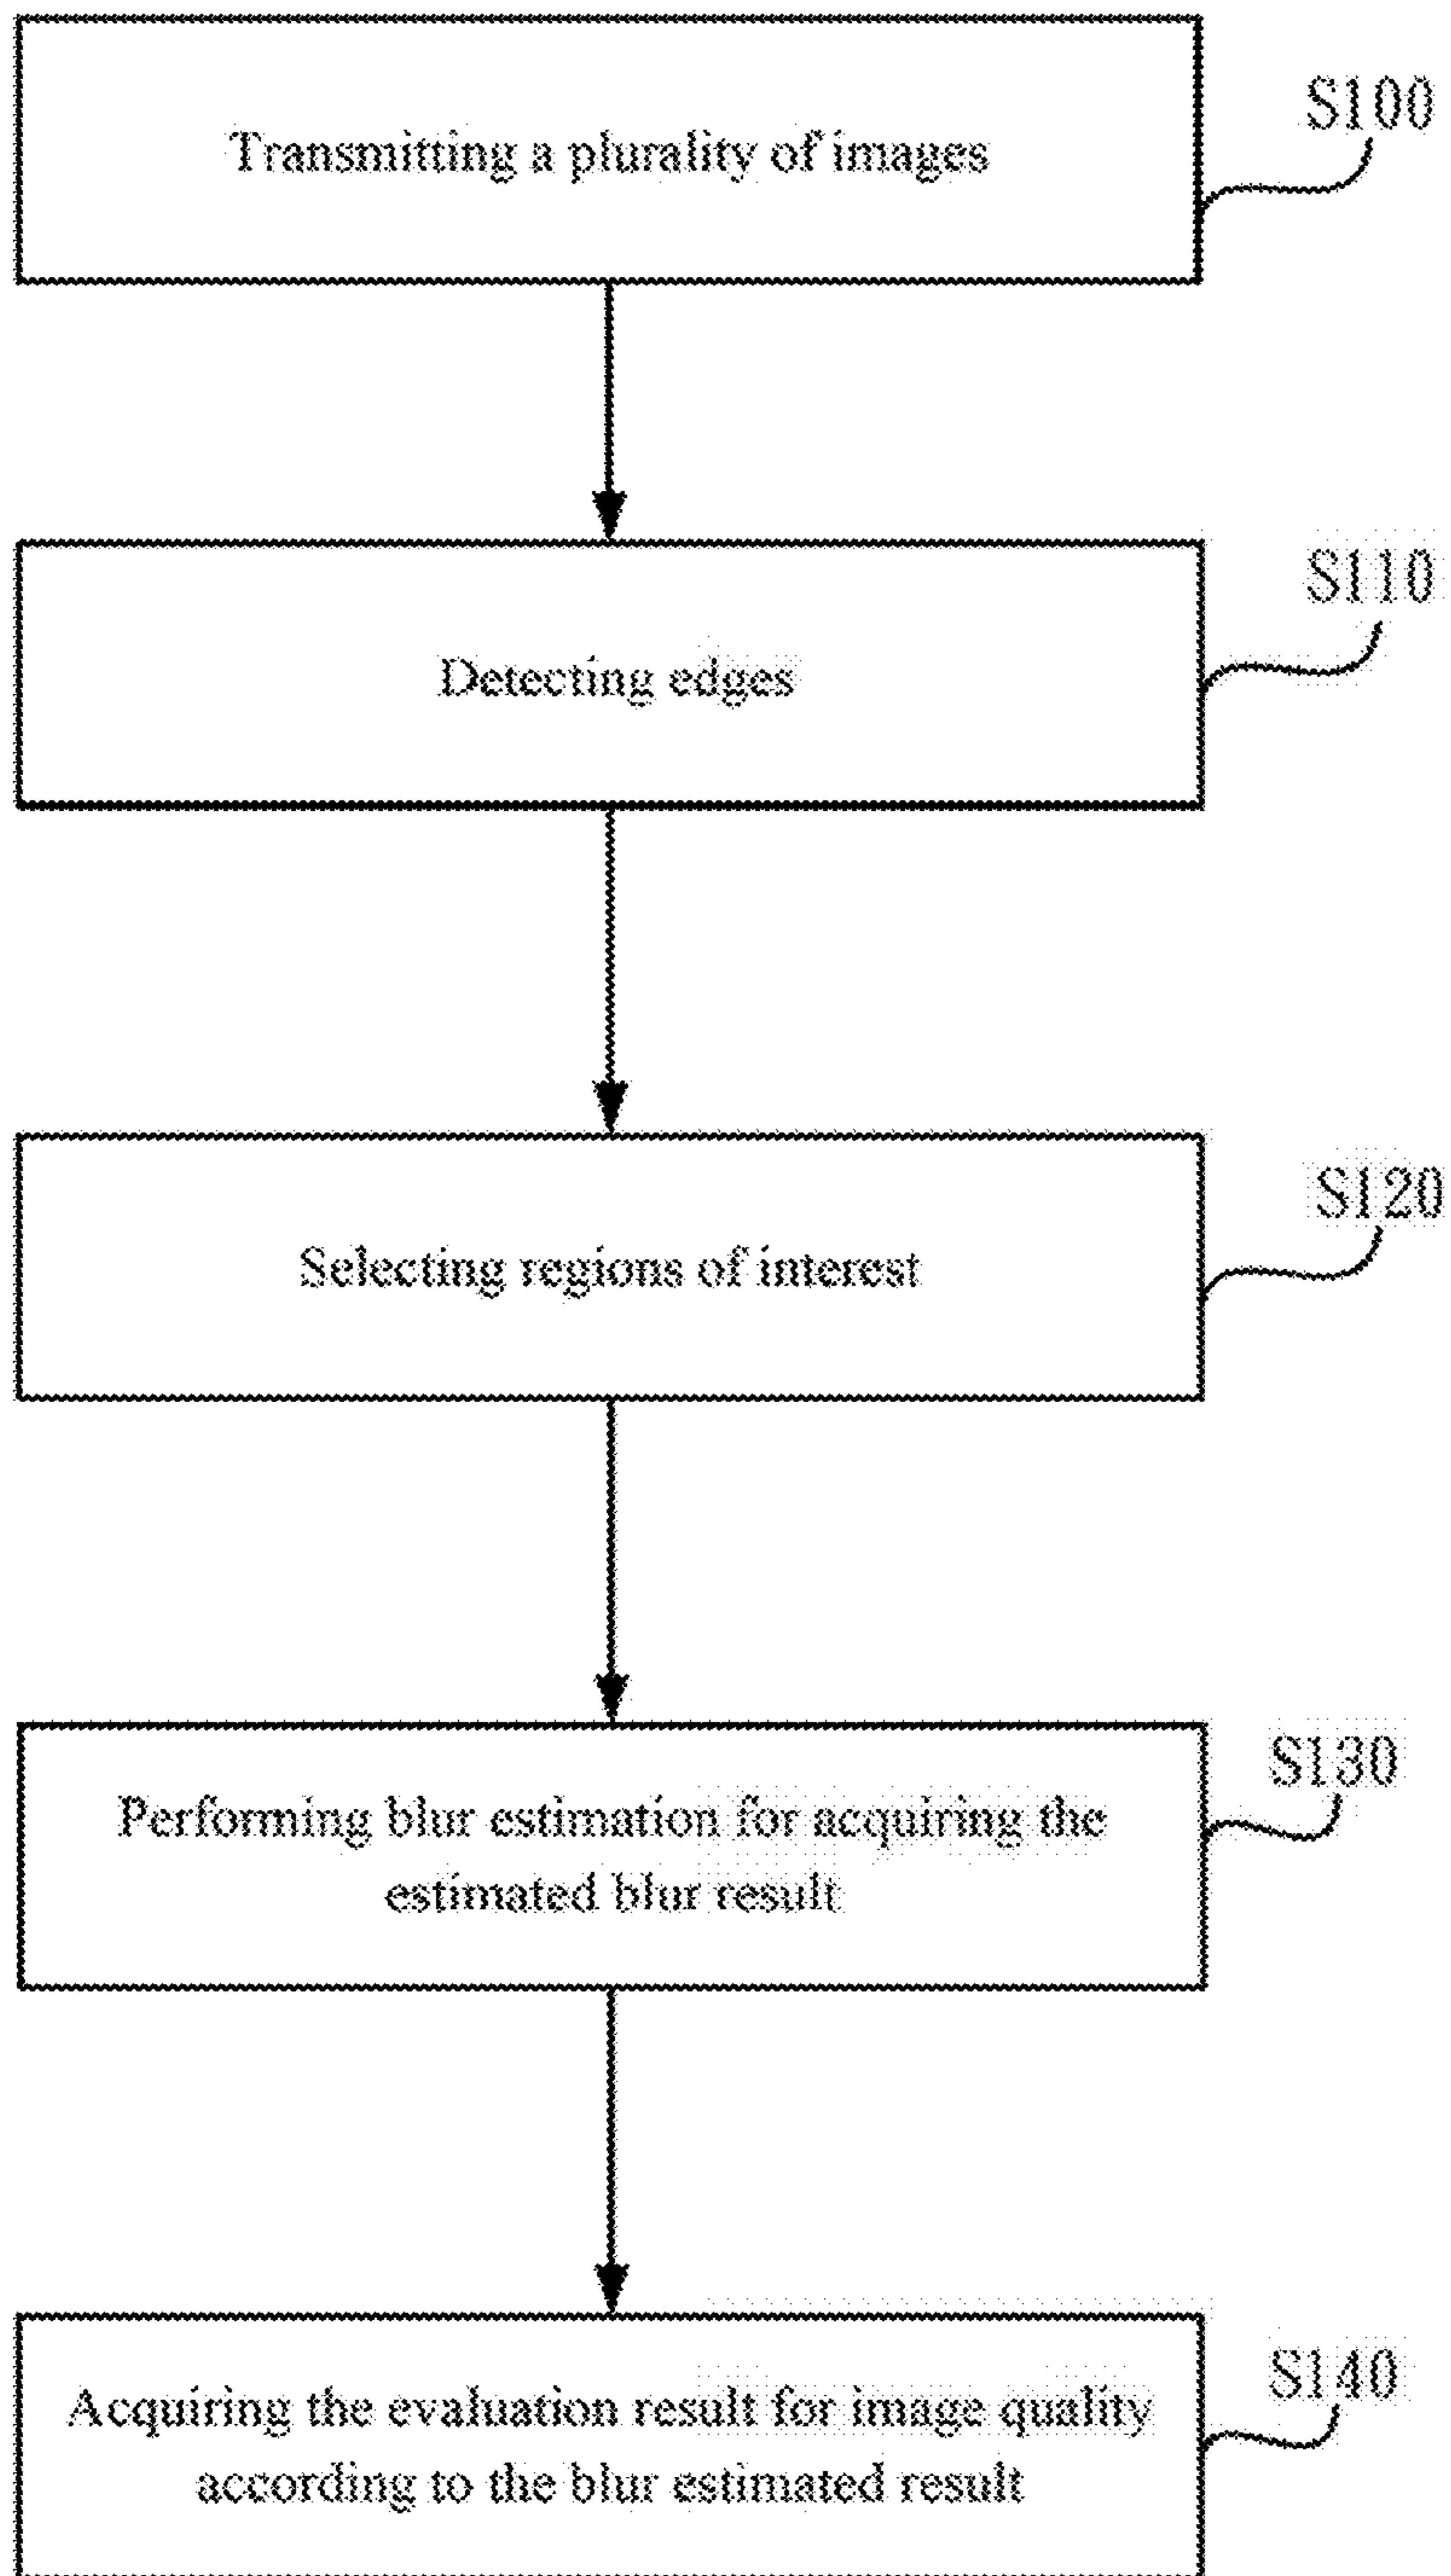 Transmitting a plurality of images
S100
Detecting edges
S110
Selecting regions of interest
S120
Performing blur estimation for acquiring the
estimated blur result
S130
Acquiring the evaluation result for image quality
according to the blur estimated result
S140